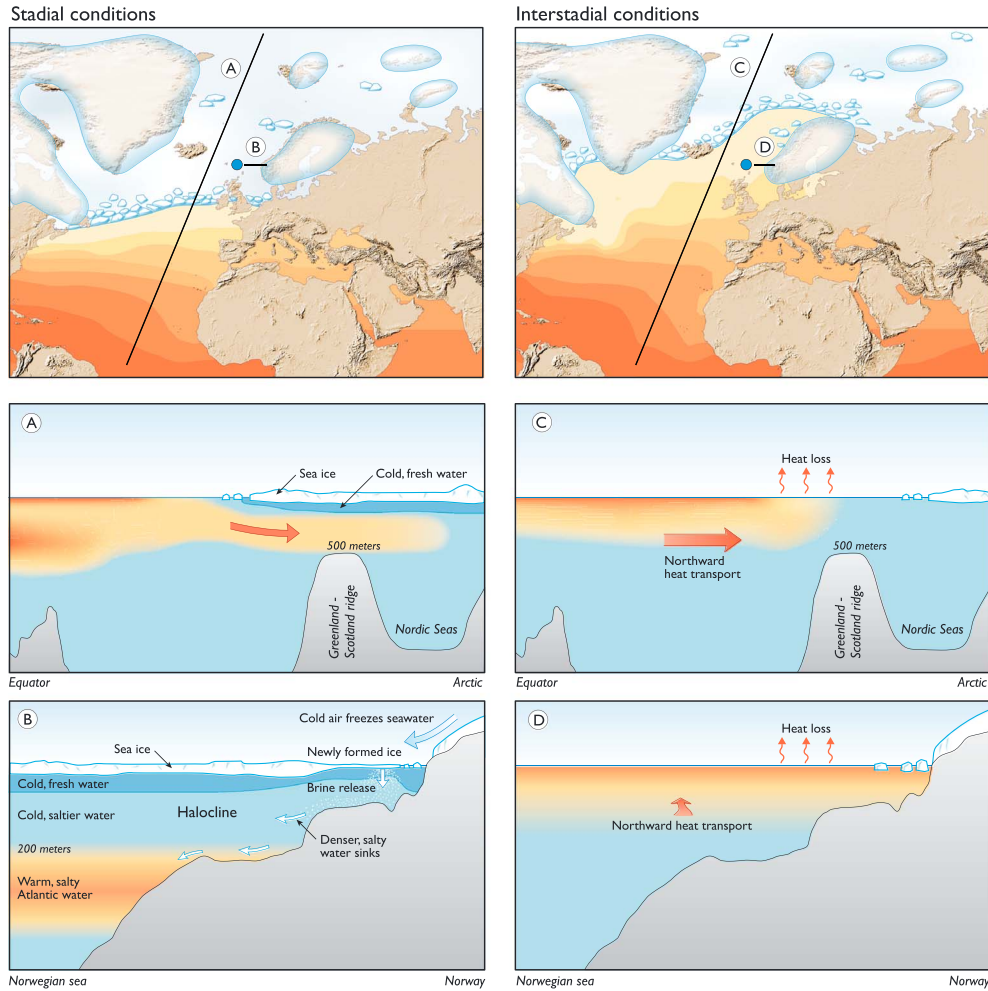 Stadial conditions
Interstadial conditions
A
B
C
D
A
Sea ice
Cold, fresh water
500 meters
Greenland -
Scotland ridge
Nordic Seas
Equator
Arctic
C
Heat loss
Northward
heat transport
500 meters
Greenland -
Scotland ridge
Nordic Seas
Equator
Arctic
B
Cold air freezes seawater
Sea ice
Newly formed ice
Cold, fresh water
Brine release
Cold, saltier water
Halocline
Denser, salty
water sinks
200 meters
Warm, salty
Atlantic water
Norwegian sea
Norway
D
Heat loss
Northward heat transport
Norwegian sea
Norway